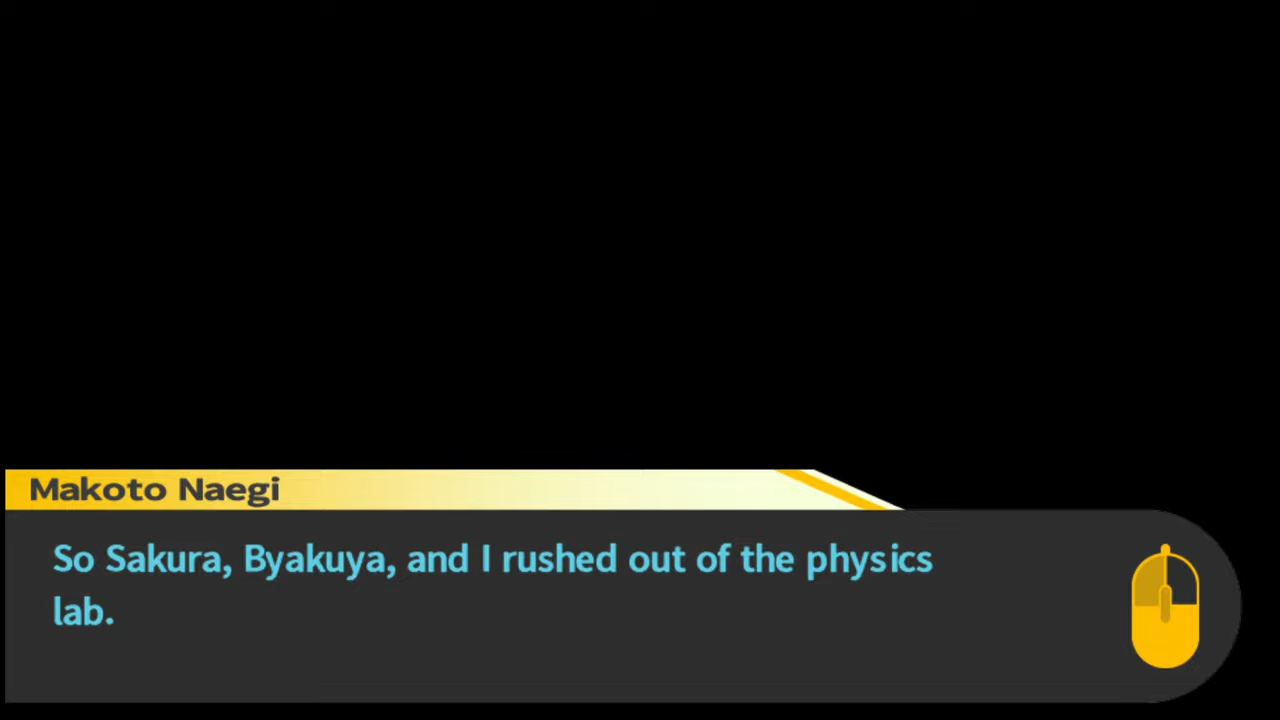 Makoto Naegi
So Sakura, Byakuya, and I rushed out of the physics
lab.